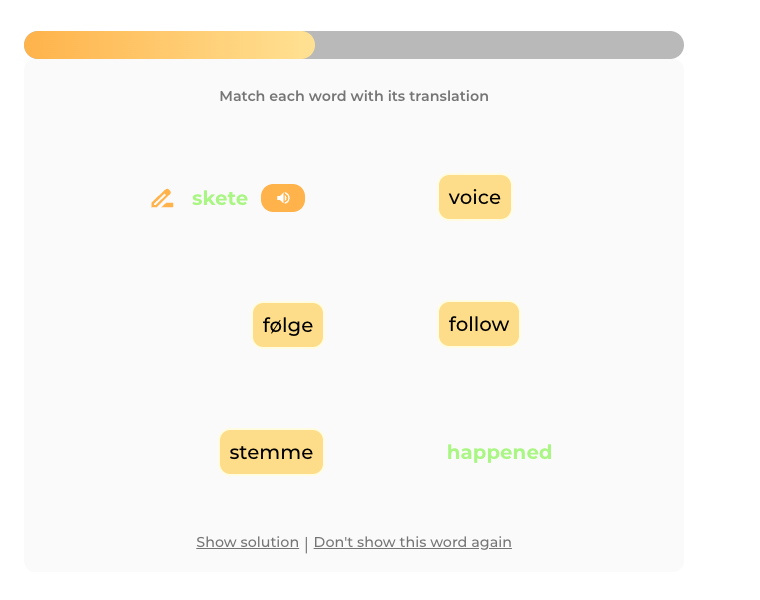 Match each word with its translation
skete voice
følge follow
stemme happened
Show solution | Don't show this word again